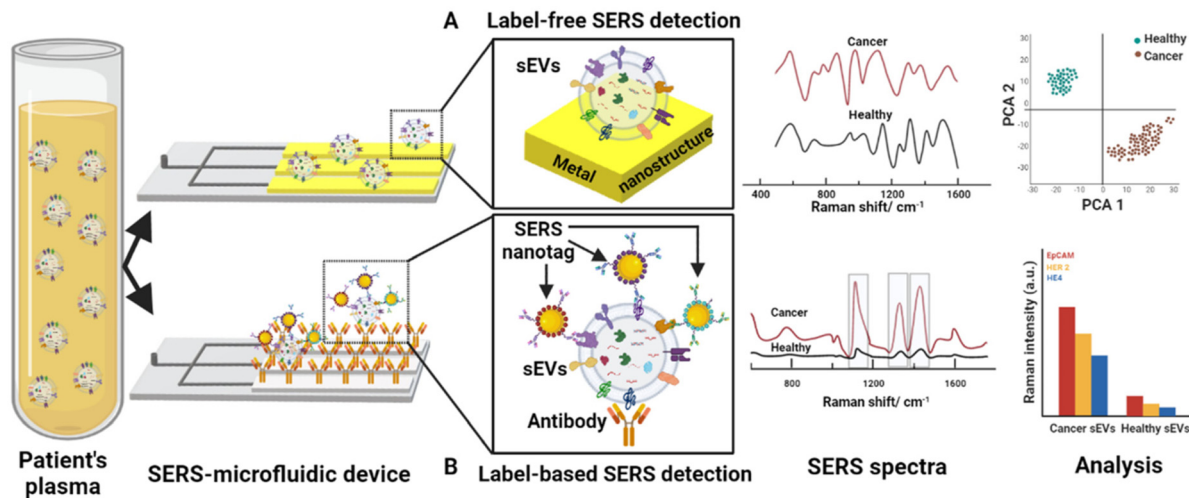 A Label-free SERS detection
sEVs
Metal nanostructure
Cancer
Healthy
400 800 1200 1600
Raman shift/ cm-1
Healthy
Cancer
PCA 2
30
20
10
0
-10
-20
-30
-30 -20 -10 0 10 20 30
PCA 1
SERS
nanotag
sEVs
Antibody
Cancer
Healthy
800 1200 1600
Raman shift/ cm-1
EpCAM
HER 2
HE4
Raman intensity (a.u.)
Cancer sEVs Healthy sEVs
Patient's
plasma
SERS-microfluidic device
B Label-based SERS detection
SERS spectra
Analysis